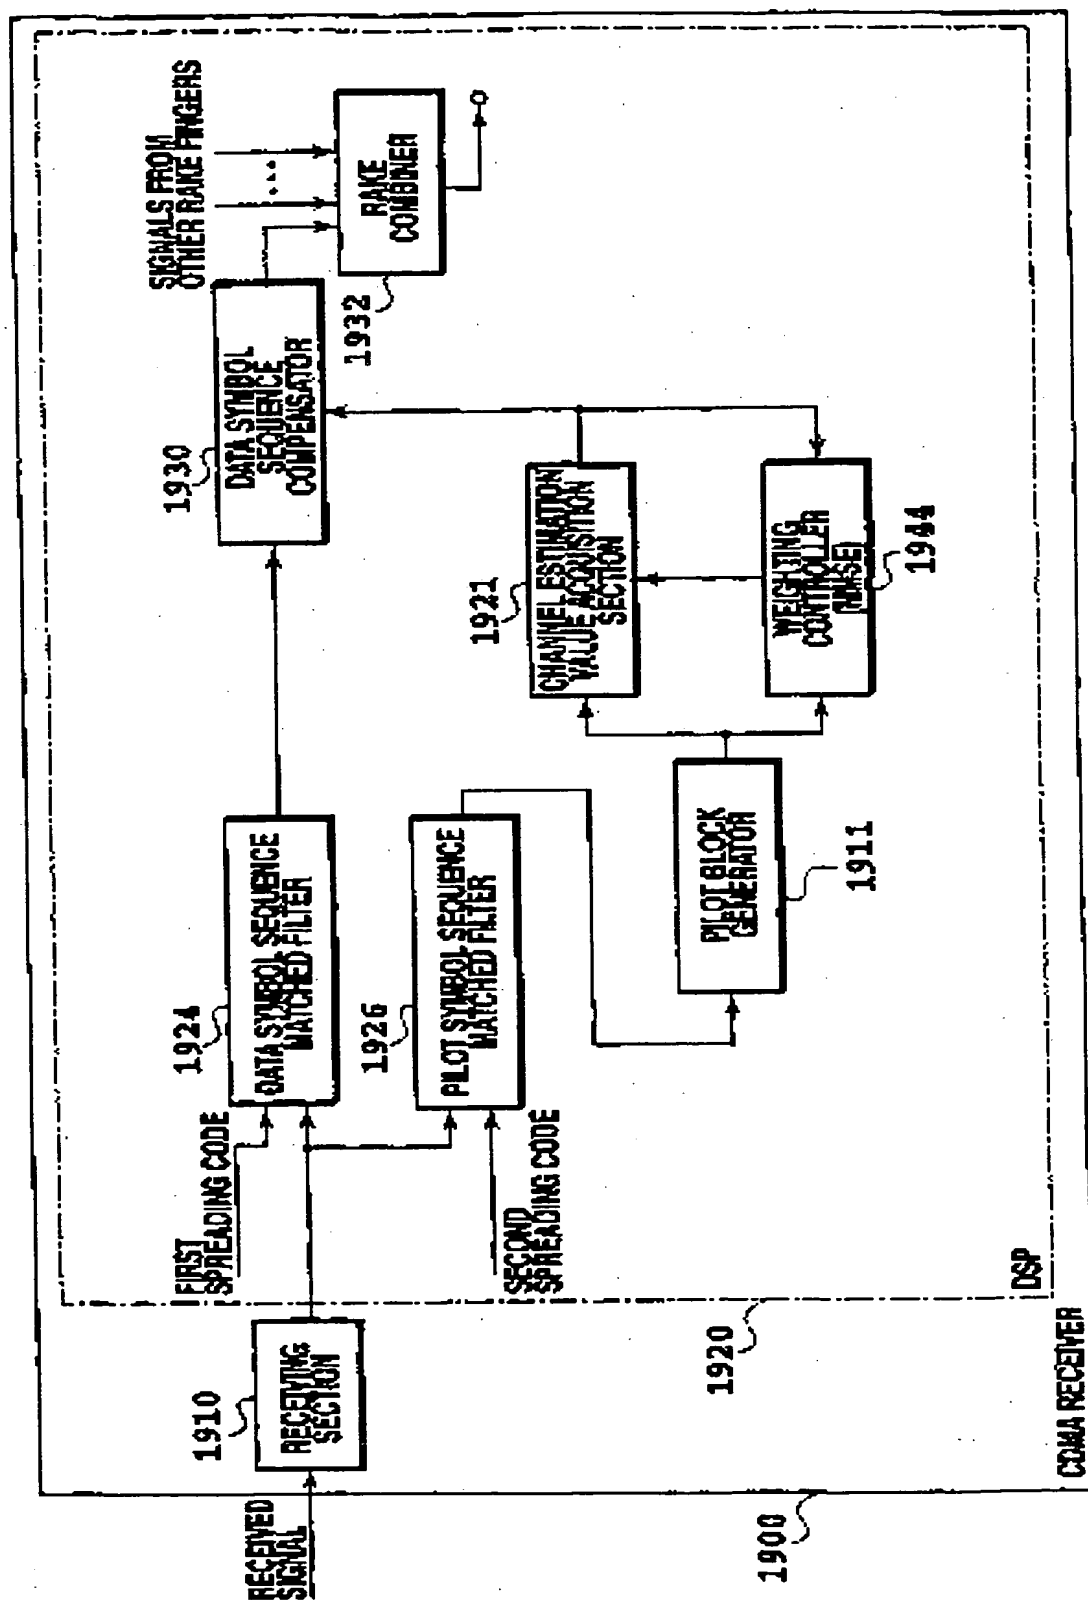 RECEIVED
SIGNAL
1910
RECEIVING
SECTION
FIRST
SPREADING CODE
SECOND
SPREADING CODE
1924
DATA SYMBOL SEQUENCE
MATCHED FILTER
1926
PILOT SYMBOL SEQUENCE
MATCHED FILTER
1930
DATA SYMBOL
SEQUENCE
COMPENSATOR
SIGNALS FROM
OTHER RAKE FINGERS
...
RAKE
COMBINER
1932
1921
CHANNEL ESTIMATION
VALUE ACQUISITION
SECTION
WEIGHTING
CONTROLLER
1944
PILOT BLOCK
GENERATOR
1911
DSP
1920
CDMA RECEIVER
1900